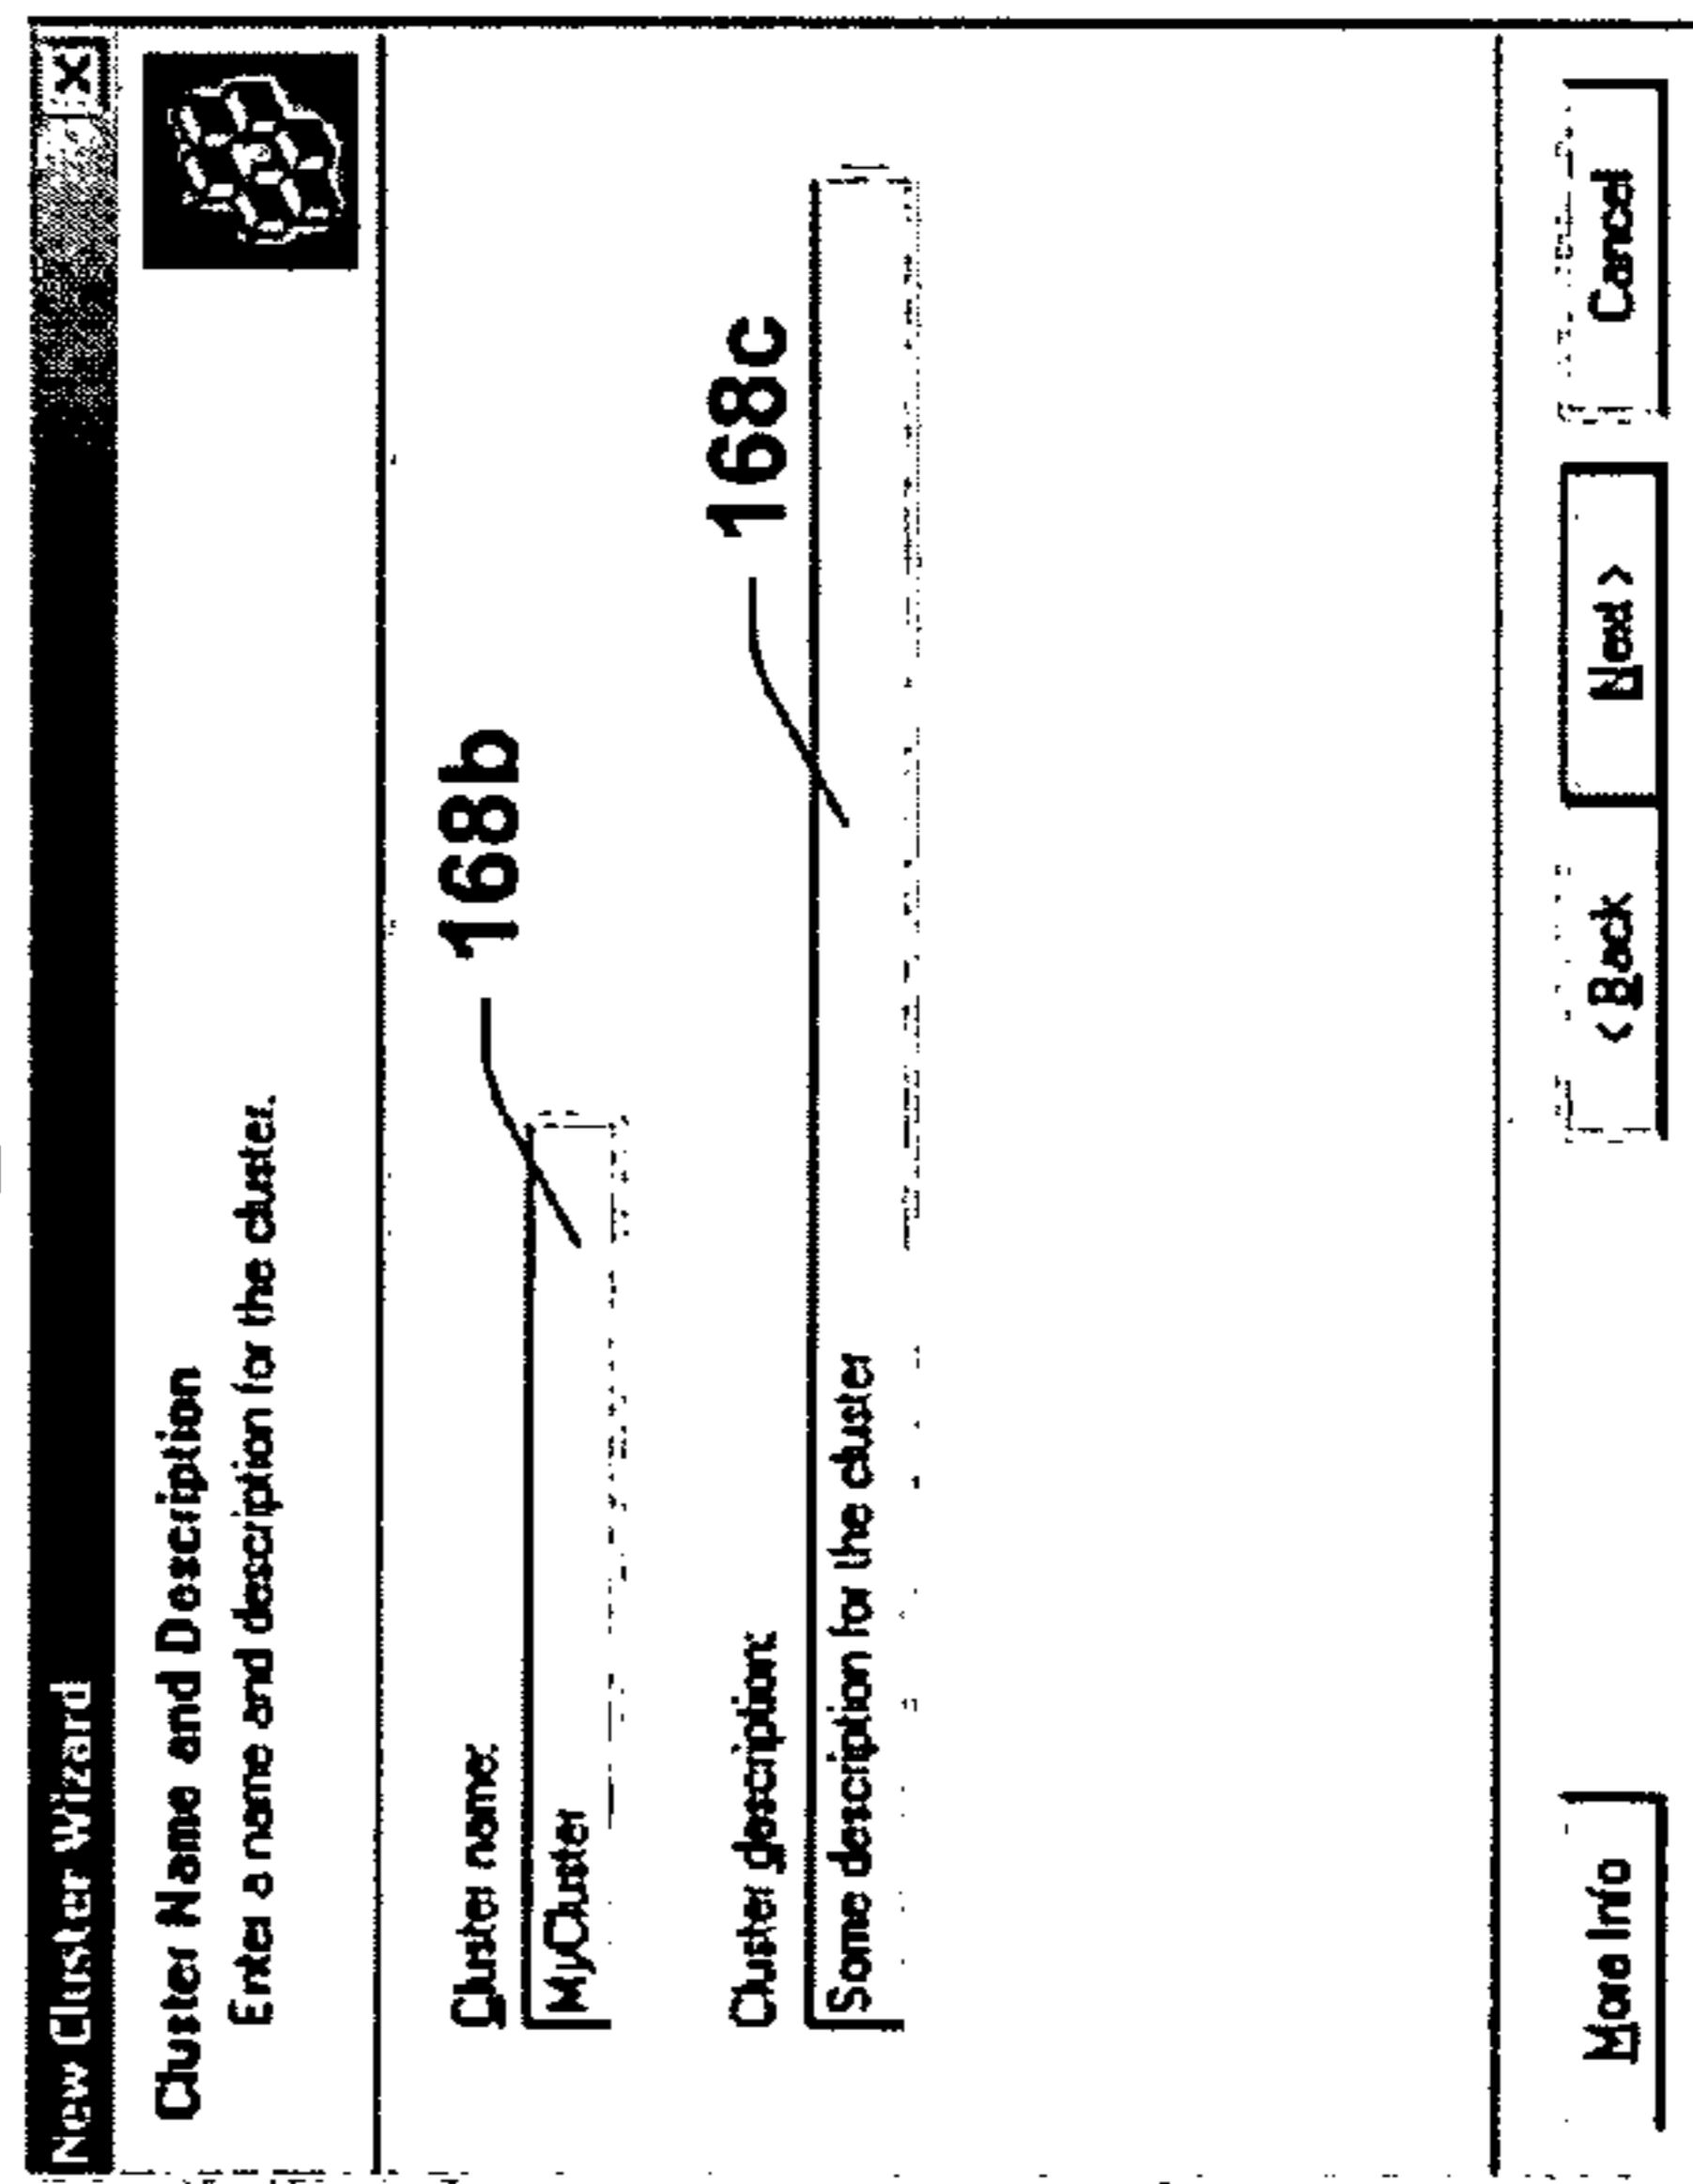 New Cluster Wizard
Cluster Name and Description
Enter a name and description for the cluster.
168b
Cluster name:
MyCluster
168c
Cluster description:
Some description for the cluster
More Info
< Back
Next >
Cancel